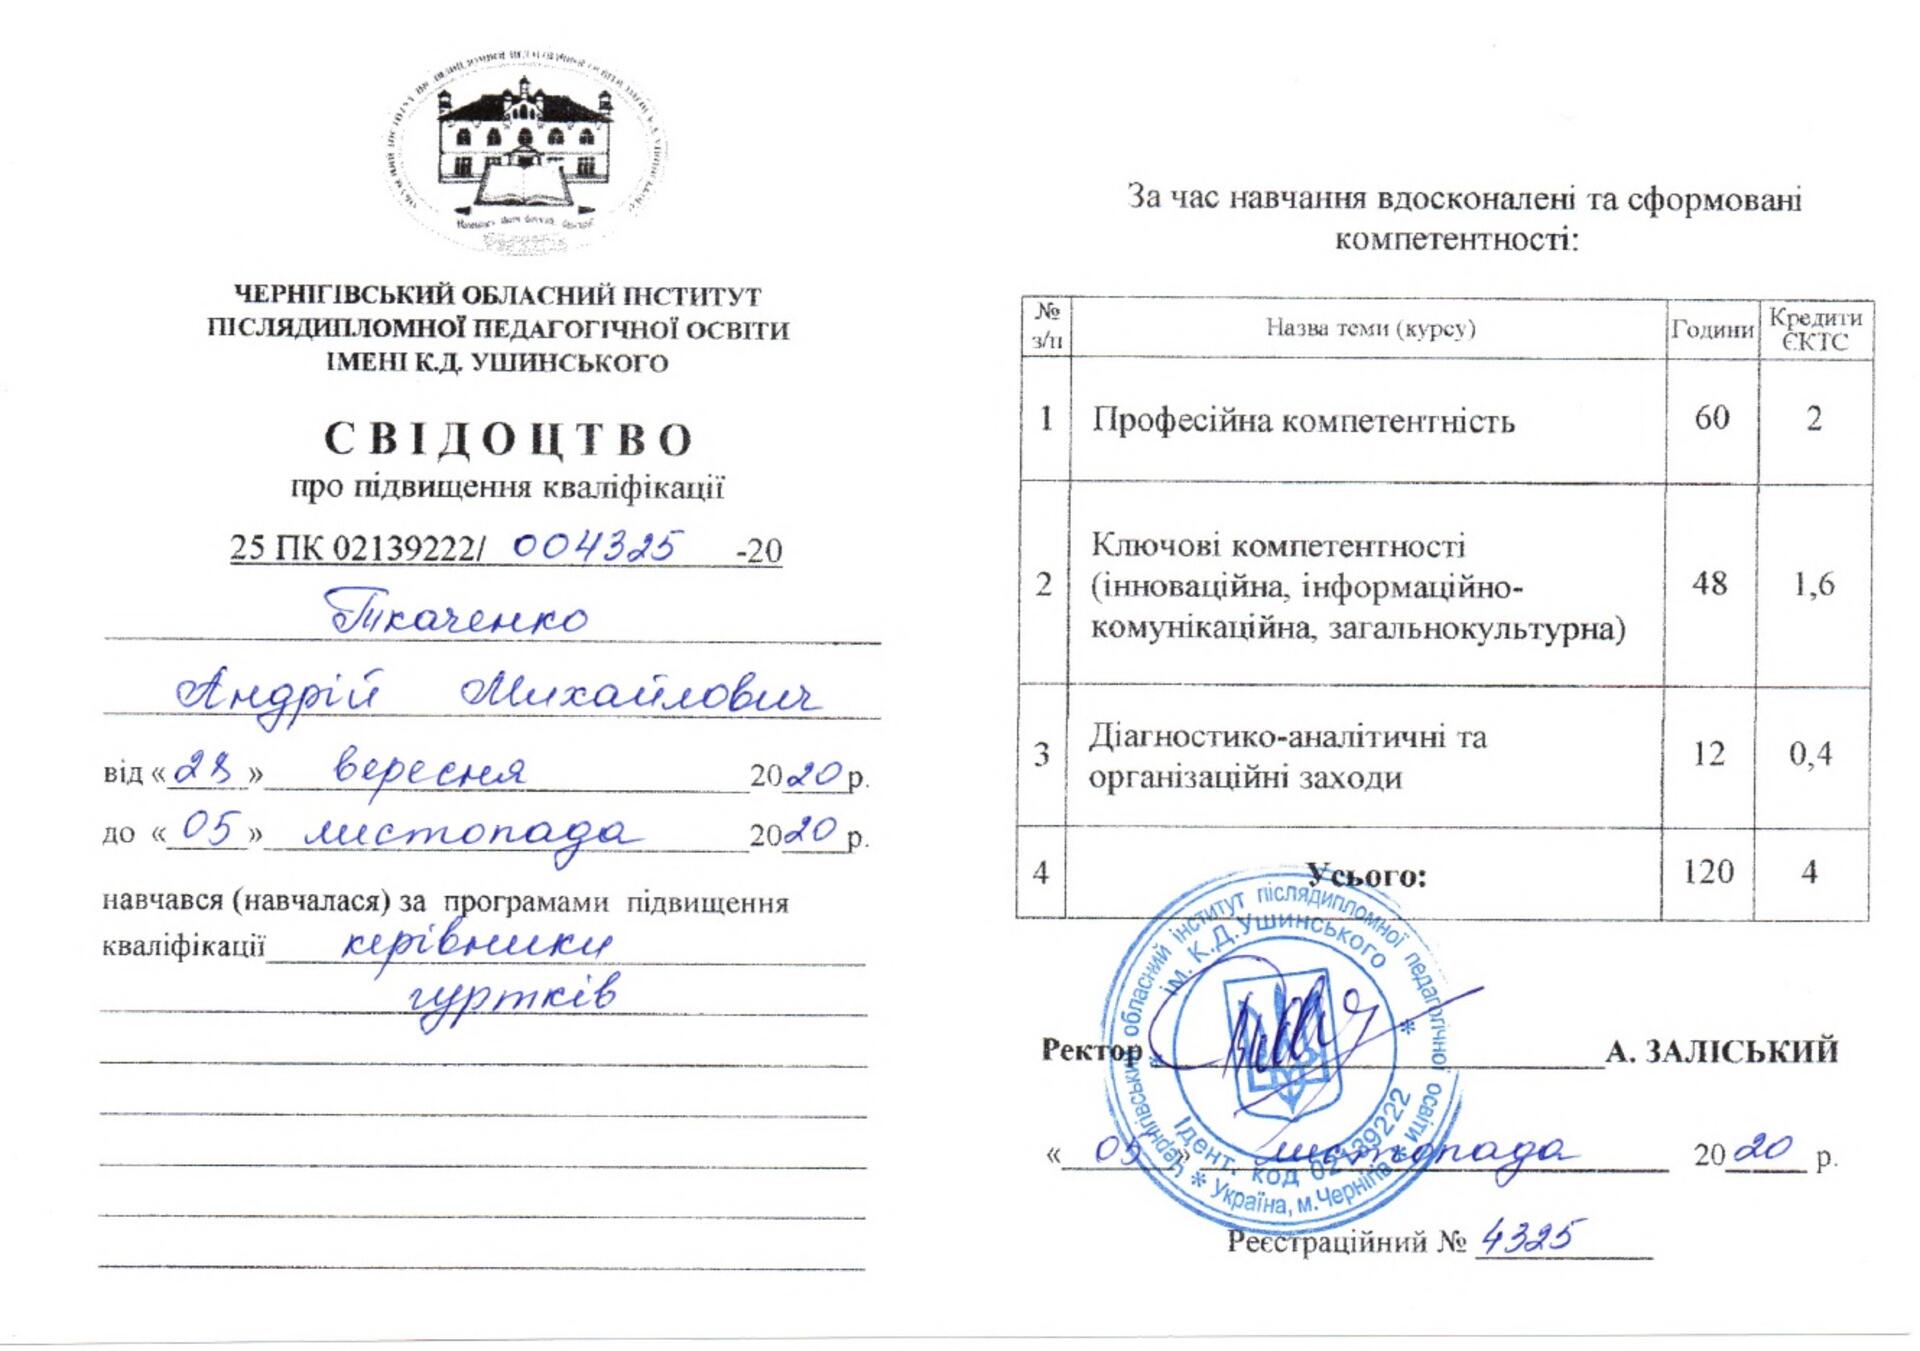 ЧЕРНІГІВСЬКИЙ ОБЛАСНИЙ ІНСТИТУТ
ПІСЛЯДИПЛОМНОЇ ПЕДАГОГІЧНОЇ ОСВІТИ
ІМЕНІ К.Д. УШИНСЬКОГО
СВІДОЦТВО
про підвищення кваліфікації
25 ПК 02139222/ 004325 -20
Ткаченко
Андрій Михайлович
від « 28 » вересня 2020 р.
до « 05 » листопада 2020 р.
навчався (навчалася) за програмами підвищення
кваліфікації керівники
гуртків
За час навчання вдосконалені та сформовані
компетентності:
№ з/п Назва теми (курсу) Години Кредити ЄКТС
1 Професійна компетентність 60 2
2 Ключові компетентності (інноваційна, інформаційно-комунікаційна, загальнокультурна) 48 1,6
3 Діагностико-аналітичні та організаційні заходи 12 0,4
4 Усього: 120 4
Чернігівський обласний інститут післядипломної педагогічної освіти
ім. К.Д.Ушинського
Ідент. код 02139222
* Україна, м.Чернігів *
Ректор А. ЗАЛІСЬКИЙ
« 05 » листопада 2020 р.
Реєстраційний № 4325